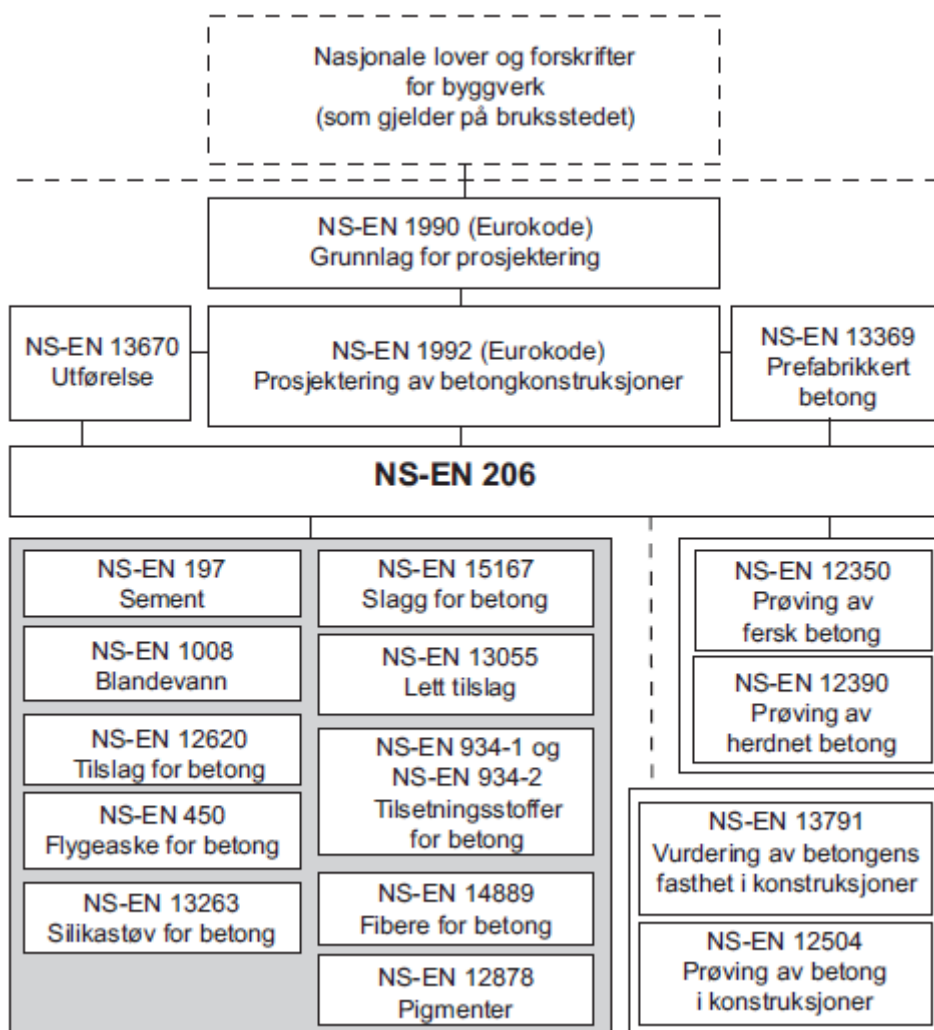 Nasjonale lover og forskrifter
for byggverk
(som gjelder på bruksstedet)
NS-EN 1990 (Eurokode)
Grunnlag for prosjektering
NS-EN 13670
Utførelse
NS-EN 1992 (Eurokode)
Prosjektering av betongkonstruksjoner
NS-EN 13369
Prefabrikkert
betong
NS-EN 206
NS-EN 197
Sement
NS-EN 1008
Blandevann
NS-EN 12620
Tilslag for betong
NS-EN 450
Flygeaske for betong
NS-EN 13263
Silikastøv for betong
NS-EN 15167
Slagg for betong
NS-EN 13055
Lett tilslag
NS-EN 934-1 og
NS-EN 934-2
Tilsetningsstoffer
for betong
NS-EN 14889
Fibere for betong
NS-EN 12878
Pigmenter
NS-EN 12350
Prøving av
fersk betong
NS-EN 12390
Prøving av
herdnet betong
NS-EN 13791
Vurdering av betongens
fasthet i konstruksjoner
NS-EN 12504
Prøving av betong
i konstruksjoner